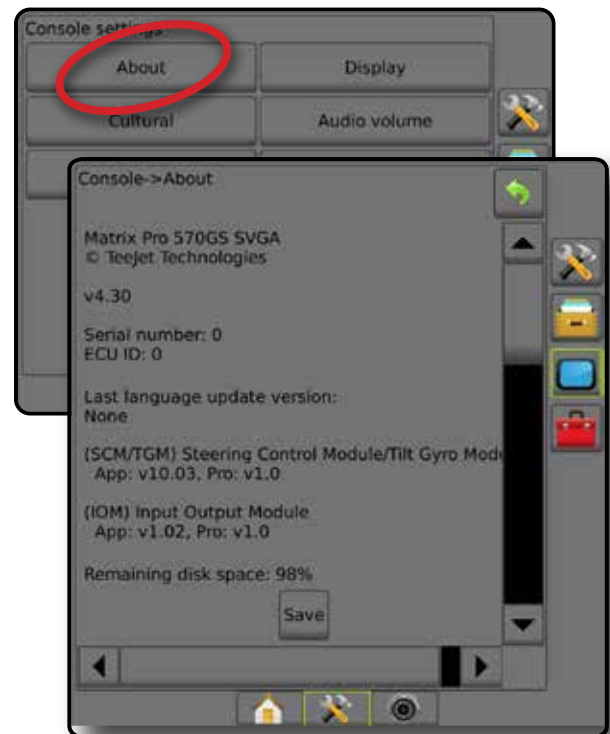 Console settings
About
Display
Cultural
Audio volume
Console->About
Matrix Pro 570GS SVGA
© TeeJet Technologies
v4.30
Serial number: 0
ECU ID: 0
Last language update version:
None
(SCM/TGM) Steering Control Module/Tilt Gyro Modu
App: v10.03, Pro: v1.0
(IOM) Input Output Module
App: v1.02, Pro: v1.0
Remaining disk space: 98%
Save